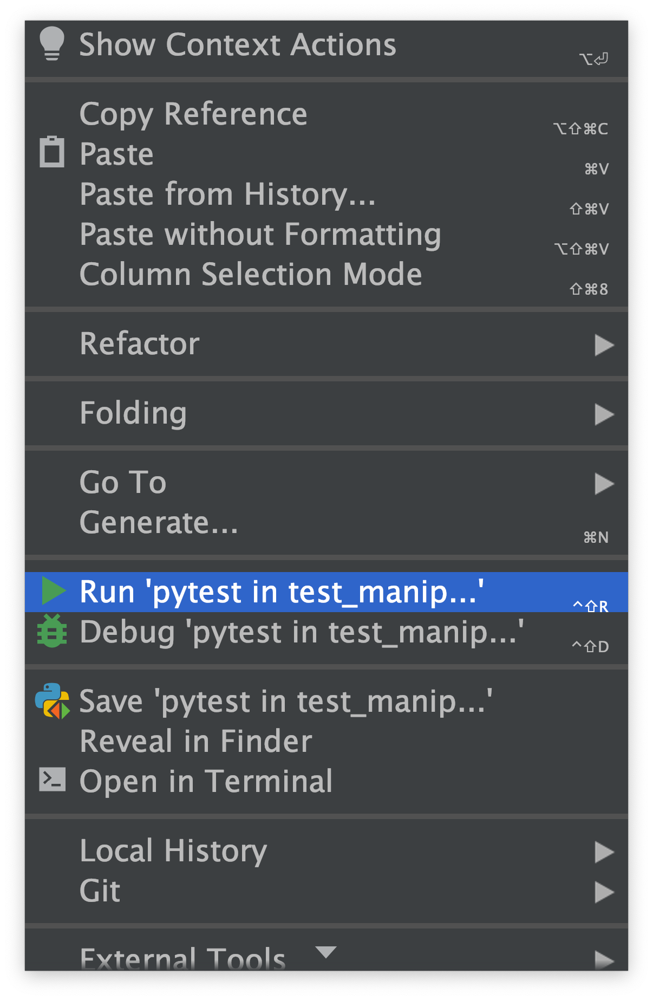 Show Context Actions ⌥⏎
Copy Reference ⌥⇧⌘C
Paste ⌘V
Paste from History... ⇧⌘V
Paste without Formatting ⌥⇧⌘V
Column Selection Mode ⇧⌘8
Refactor
Folding
Go To
Generate... ⌘N
Run 'pytest in test_manip...' ^⇧R
Debug 'pytest in test_manip...' ^⇧D
Save 'pytest in test_manip...'
Reveal in Finder
Open in Terminal
Local History
Git
External Tools